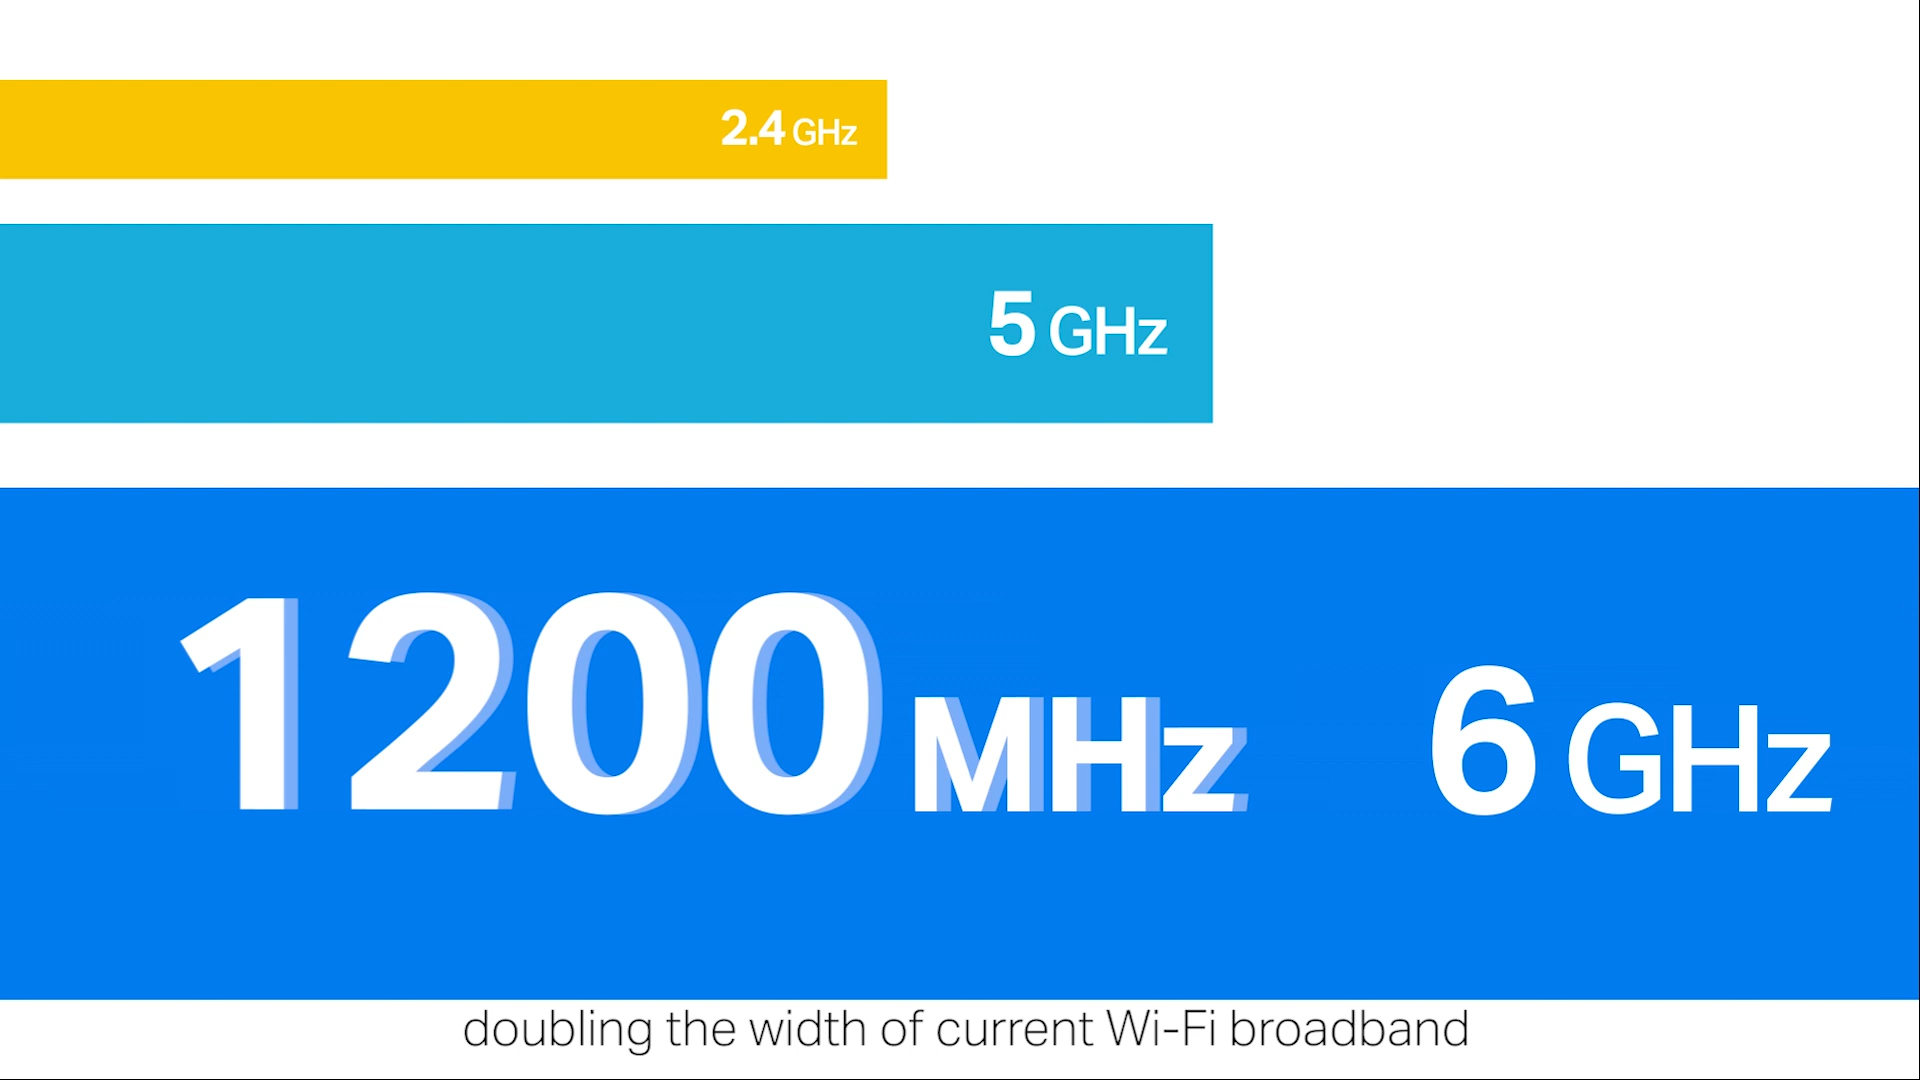 2.4 GHz
5 GHz
1200 MHz 6 GHz
doubling the width of current Wi-Fi broadband